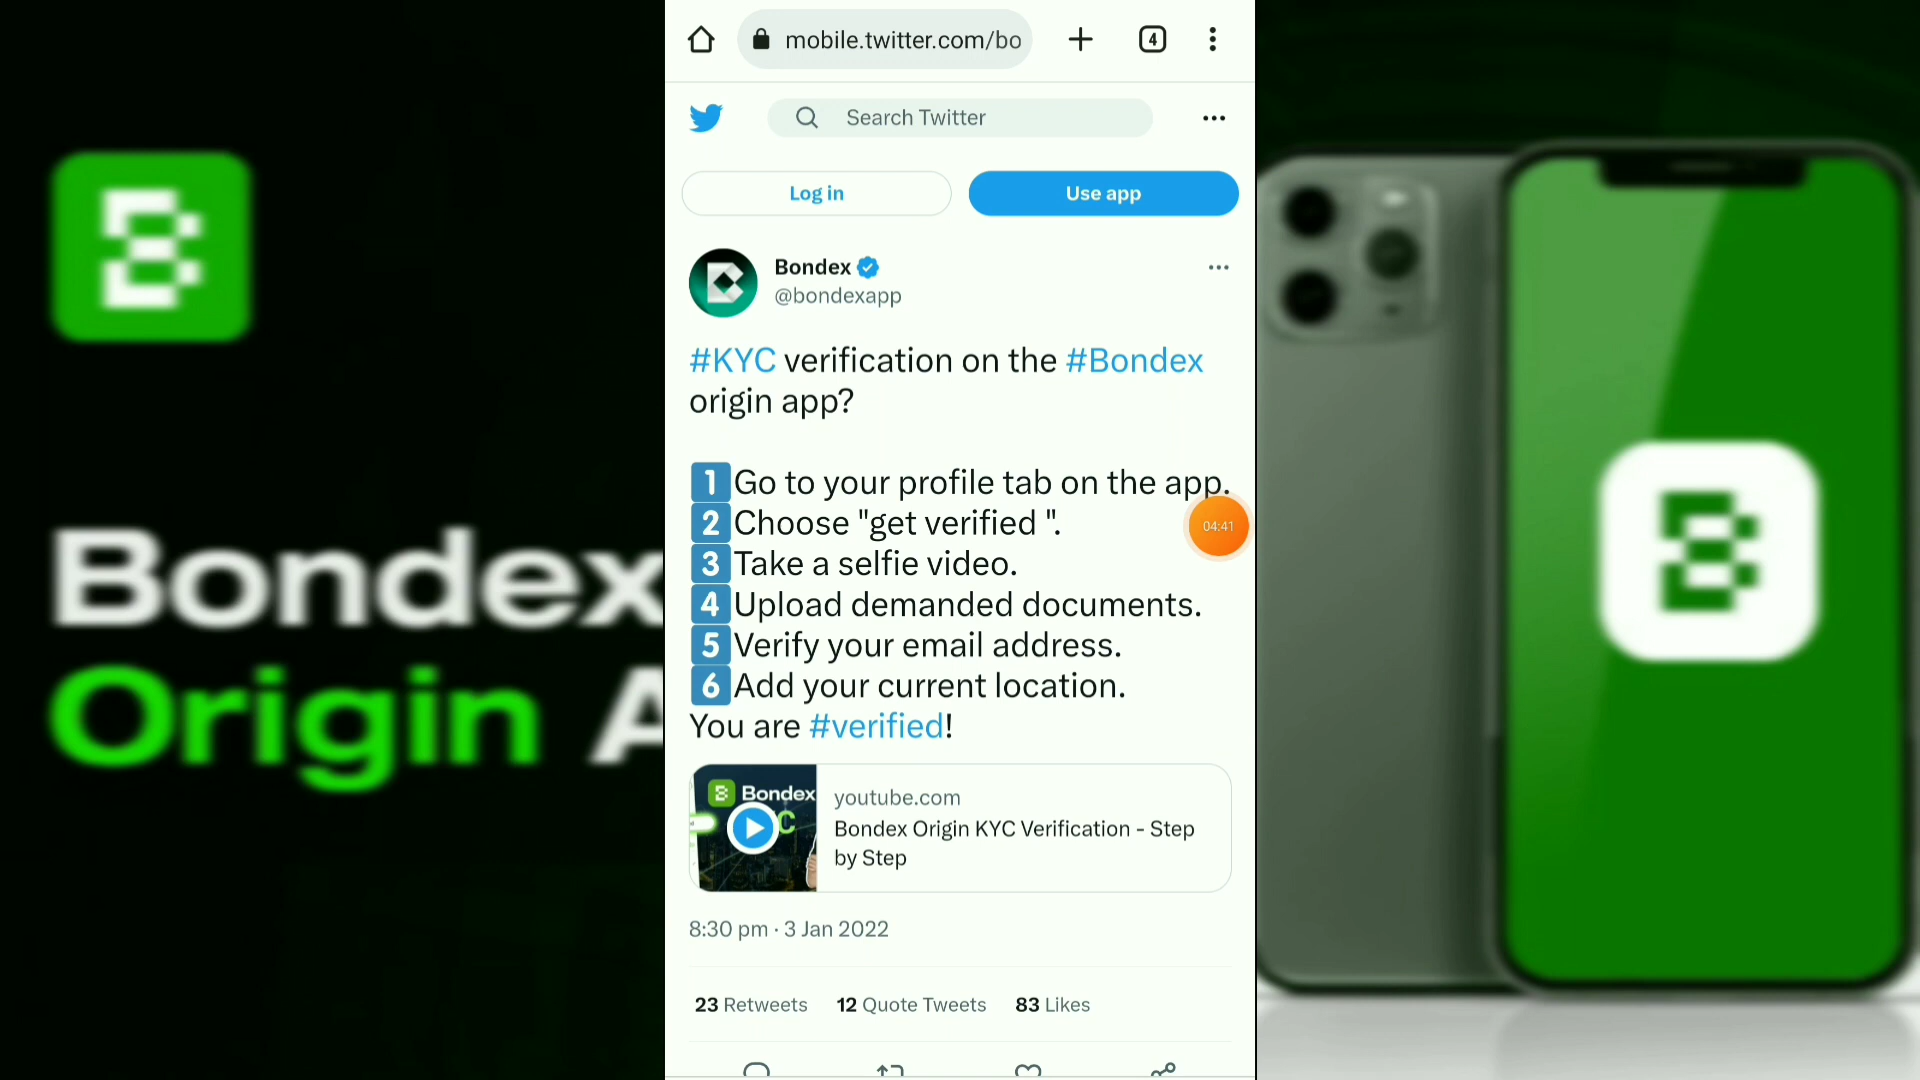 mobile.twitter.com/bo
4
Search Twitter
Log in
Use app
Bondex
@bondexapp
#KYC verification on the #Bondex
origin app?
1 Go to your profile tab on the app.
2 Choose "get verified ".
04:41
3 Take a selfie video.
4 Upload demanded documents.
5 Verify your email address.
6 Add your current location.
You are #verified!
Bondex
C
youtube.com
Bondex Origin KYC Verification - Step
by Step
8:30 pm · 3 Jan 2022
23 Retweets 12 Quote Tweets 83 Likes
Bondex
Origin A